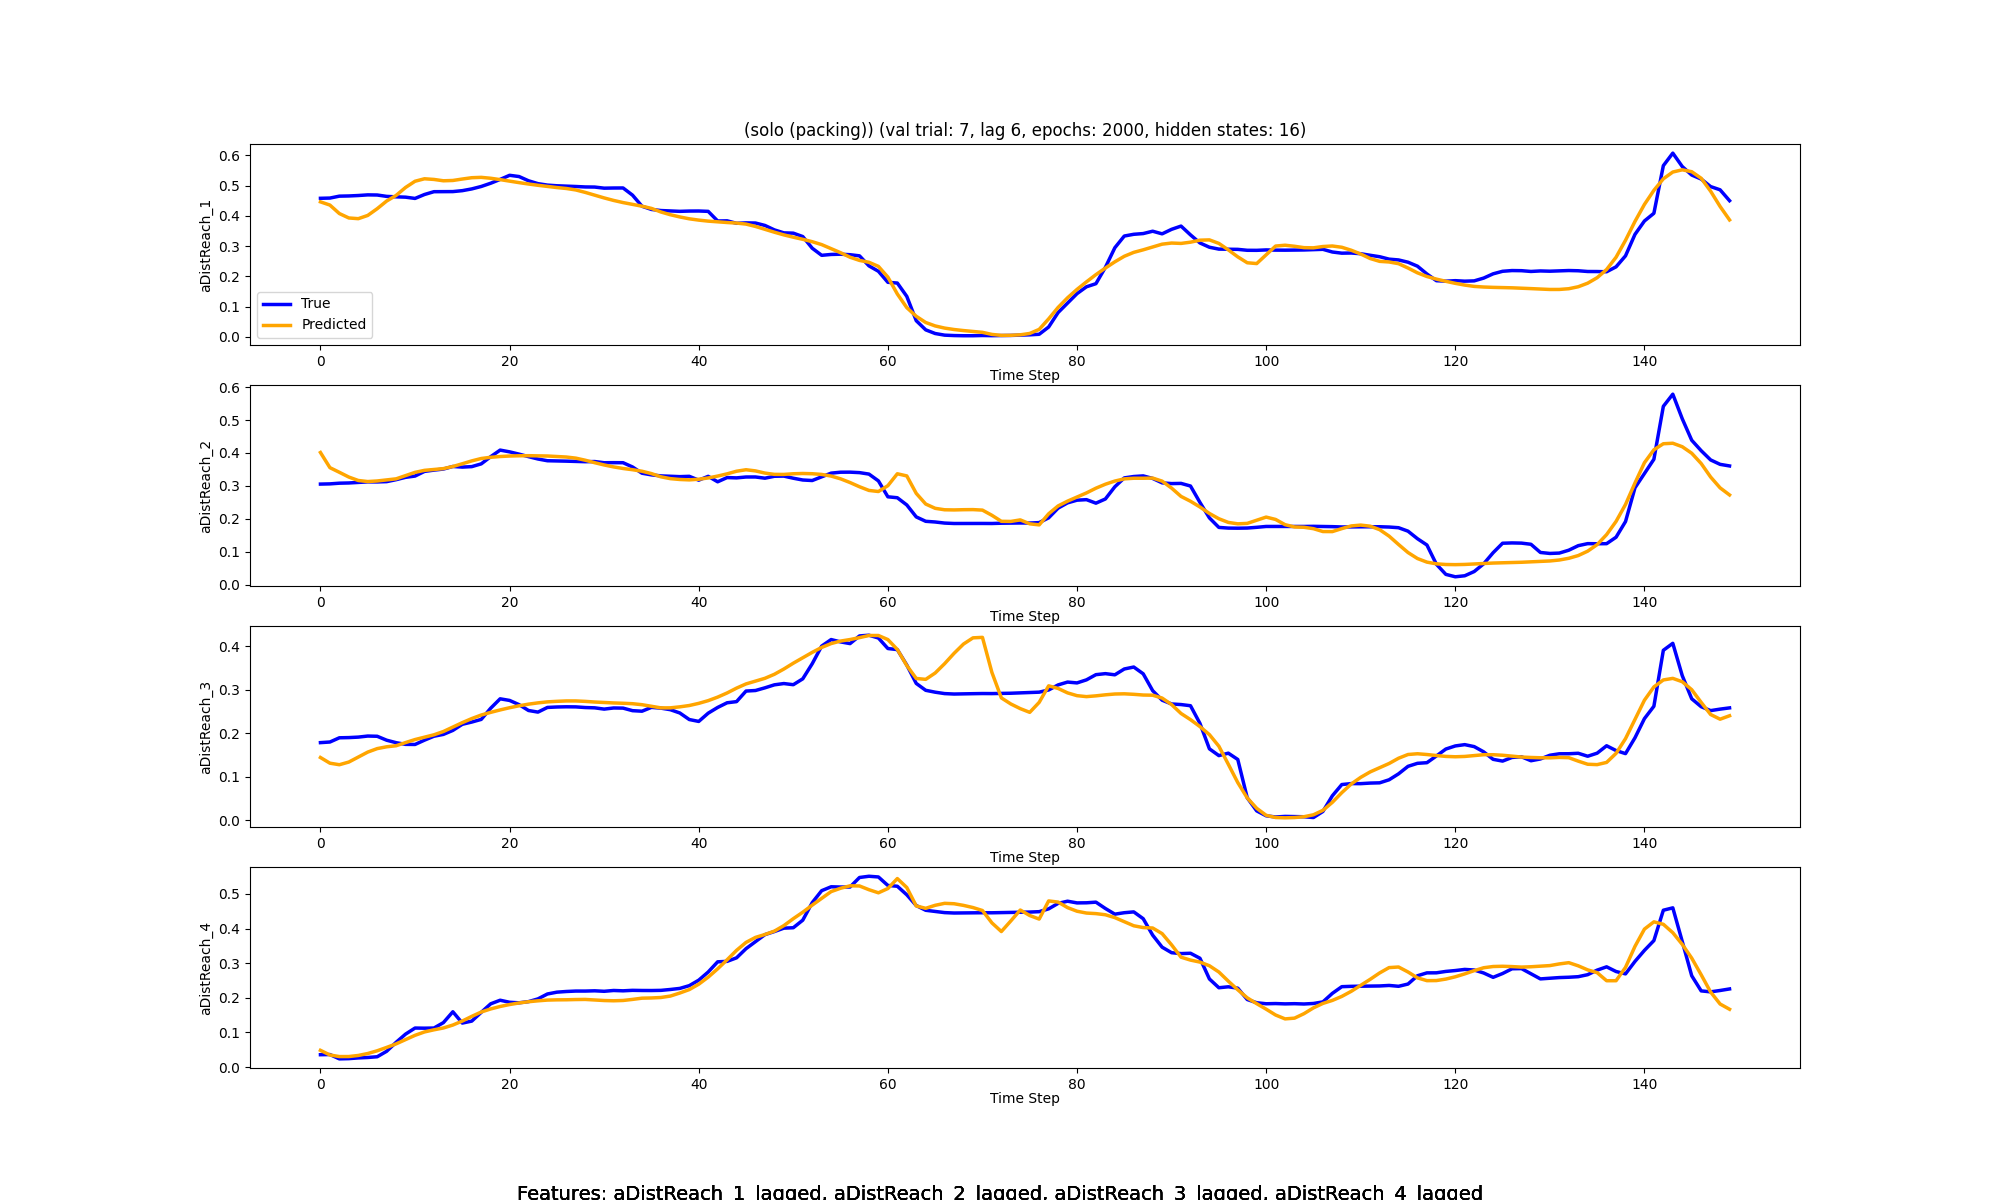 (solo (packing)) (val trial: 7, lag 6, epochs: 2000, hidden states: 16)
aDistReach_1
0.6
0.5
0.4
0.3
0.2
0.1
0.0
True
Predicted
0 20 40 60 80 100 120 140
Time Step
aDistReach_2
0.6
0.5
0.4
0.3
0.2
0.1
0.0
0 20 40 60 80 100 120 140
Time Step
aDistReach_3
0.4
0.3
0.2
0.1
0.0
0 20 40 60 80 100 120 140
Time Step
aDistReach_4
0.5
0.4
0.3
0.2
0.1
0.0
0 20 40 60 80 100 120 140
Time Step
Features: aDistReach_1_lagged, aDistReach_2_lagged, aDistReach_3_lagged, aDistReach_4_lagged